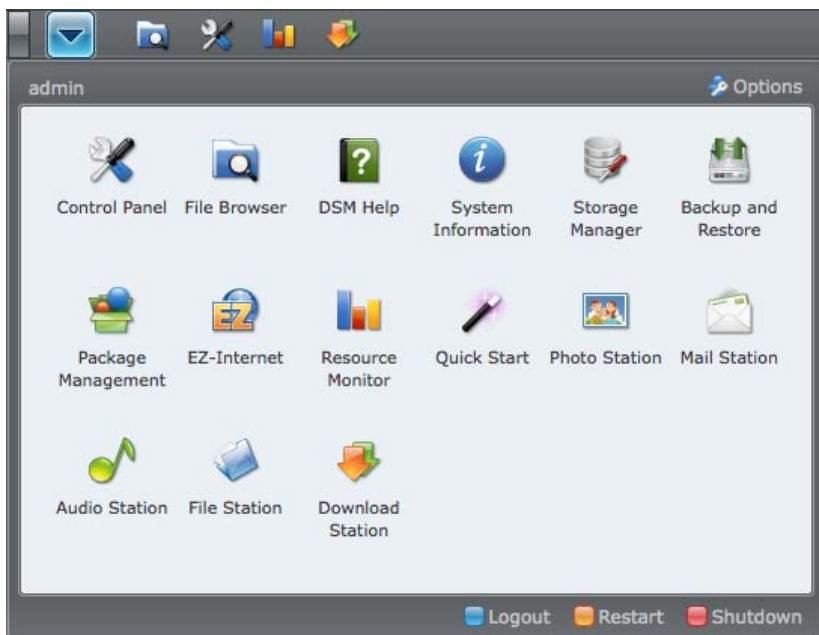 admin
Options
Control Panel
File Browser
DSM Help
System
Information
Storage
Manager
Backup and
Restore
EZ
Package
Management
EZ-Internet
Resource
Monitor
Quick Start
Photo Station
Mail Station
Audio Station
File Station
Download
Station
Logout
Restart
Shutdown